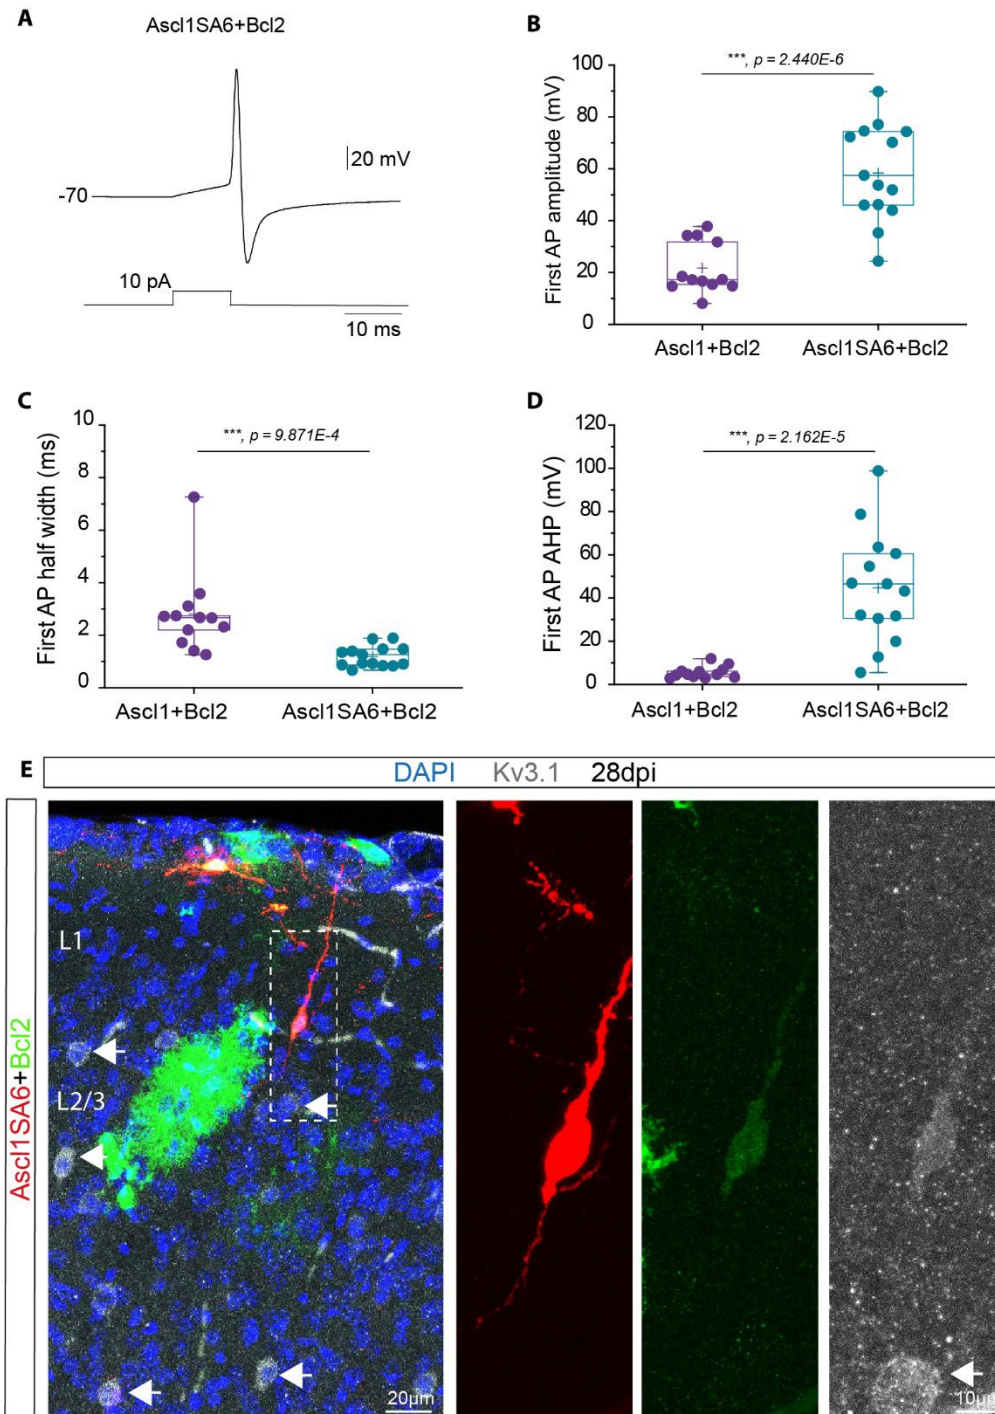 A
Ascl1SA6+Bcl2
20 mV
-70
10 pA
10 ms
B
***, p = 2.440E-6
First AP amplitude (mV)
100
80
60
40
20
0
Ascl1+Bcl2
Ascl1SA6+Bcl2
C
***, p = 9.871E-4
First AP half width (ms)
10
8
6
4
2
0
Ascl1+Bcl2
Ascl1SA6+Bcl2
D
***, p = 2.162E-5
First AP AHP (mV)
120
100
80
60
40
20
0
Ascl1+Bcl2
Ascl1SA6+Bcl2
E
DAPI Kv3.1 28dpi
Ascl1SA6+Bcl2
L1
L2/3
20µm
10µm